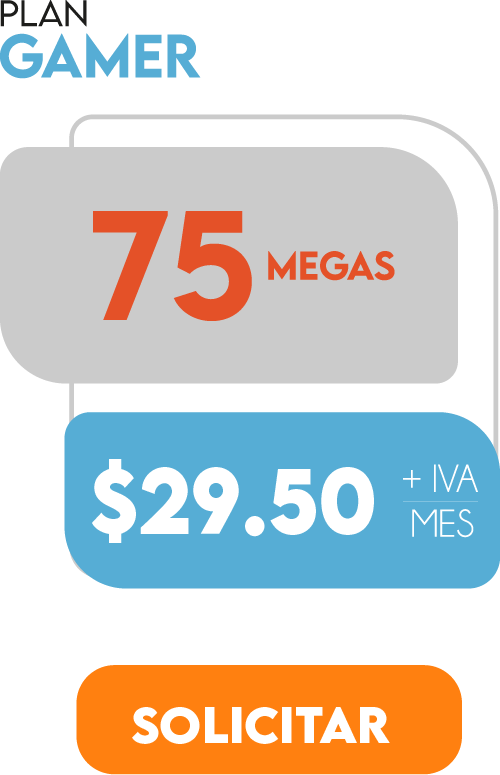 PLAN
GAMER
75 MEGAS
$29.50 + IVA
MES
SOLICITAR